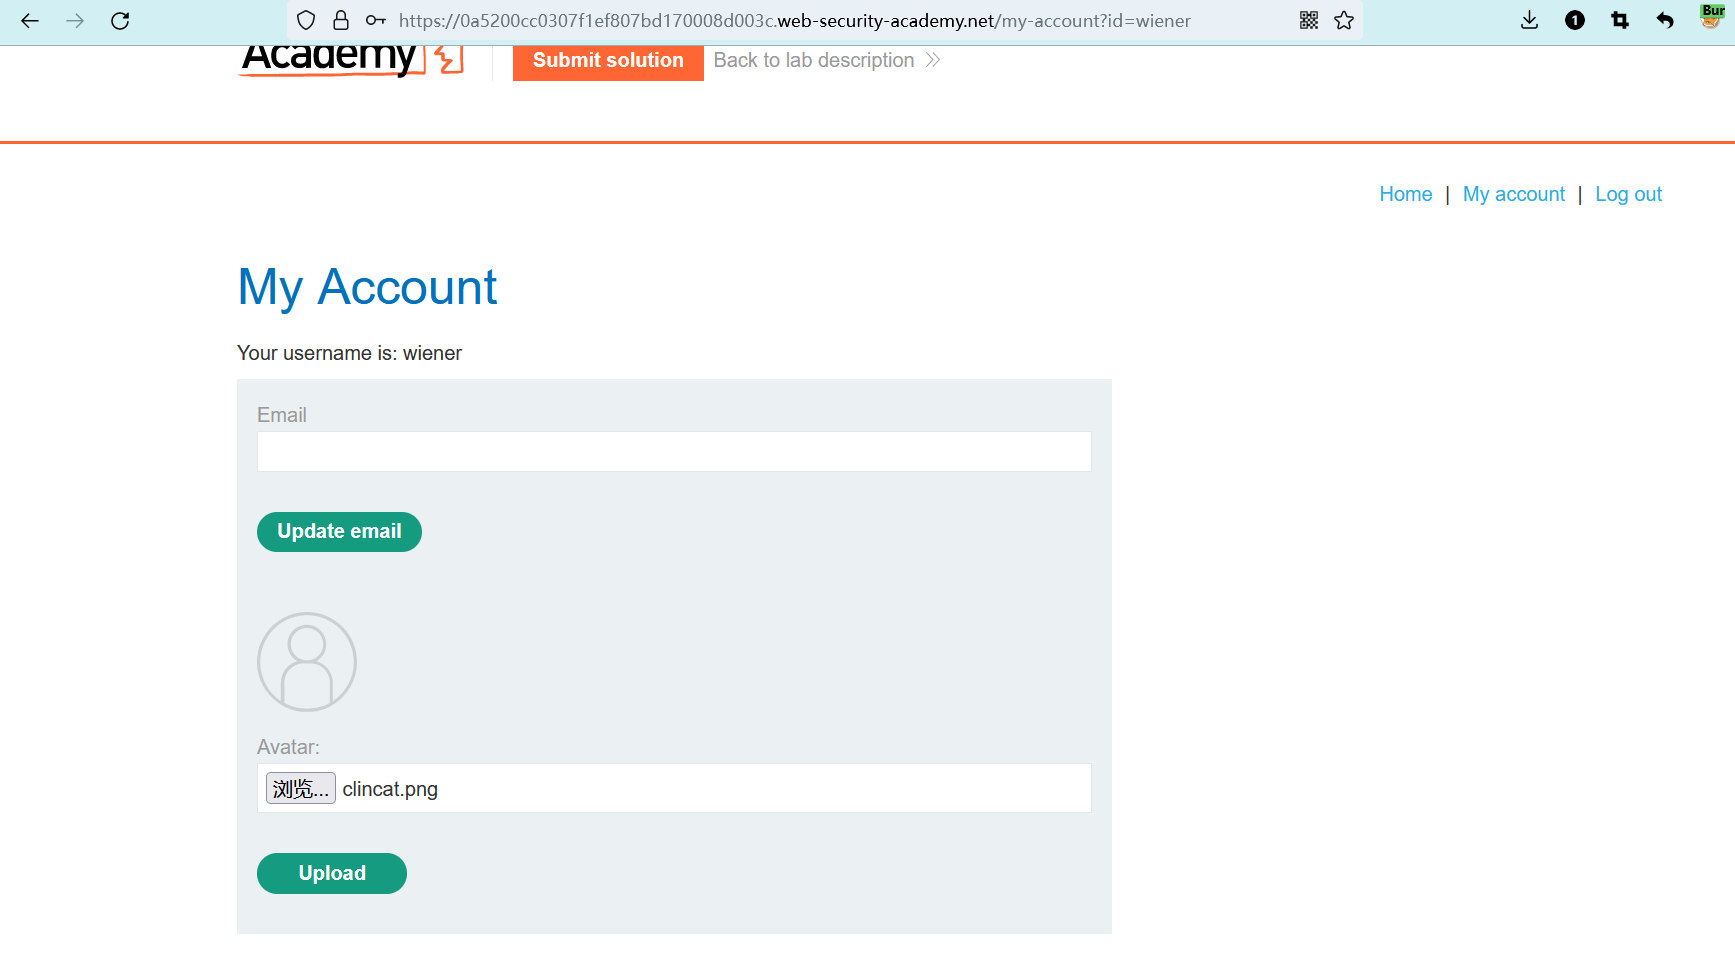 https://0a5200cc0307f1ef807bd170008d003c.web-security-academy.net/my-account?id=wiener
1
Bur
Academy
Submit solution
Back to lab description
Home | My account | Log out
My Account
Your username is: wiener
Email
Update email
Avatar:
浏览... clincat.png
Upload